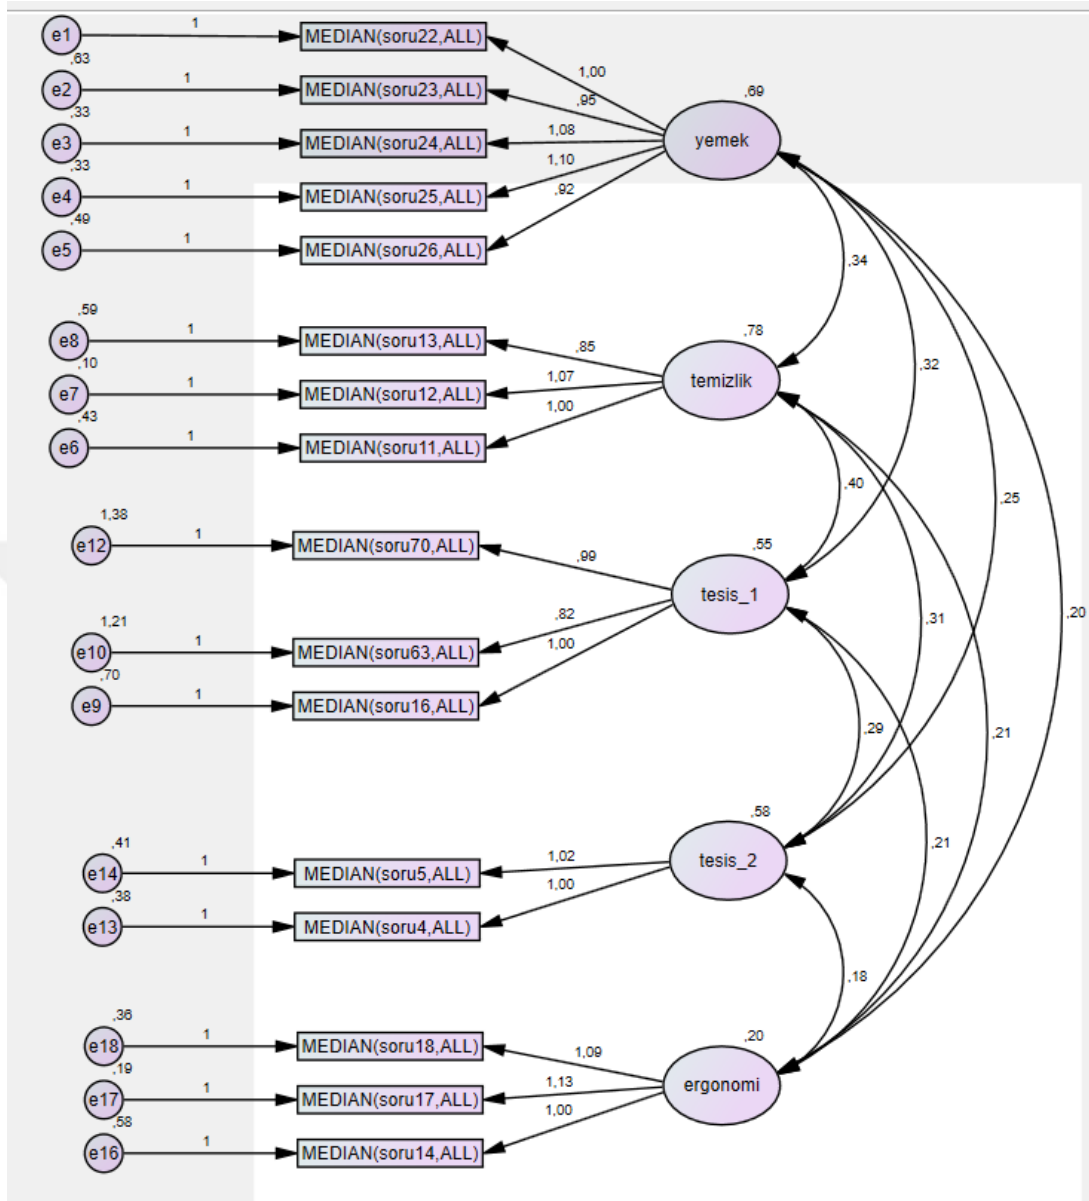 e1
1
MEDIAN(soru22,ALL)
,63
e2
1
MEDIAN(soru23,ALL)
,33
e3
1
MEDIAN(soru24,ALL)
,33
e4
1
MEDIAN(soru25,ALL)
,49
e5
1
MEDIAN(soru26,ALL)
1,00
,95
1,08
1,10
,92
,69
yemek
,59
e8
1
MEDIAN(soru13,ALL)
,10
e7
1
MEDIAN(soru12,ALL)
,43
e6
1
MEDIAN(soru11,ALL)
,85
1,07
1,00
,78
temizlik
1,38
e12
1
MEDIAN(soru70,ALL)
1,21
e10
1
MEDIAN(soru63,ALL)
,70
e9
1
MEDIAN(soru16,ALL)
,99
,82
1,00
,55
tesis_1
,41
e14
1
MEDIAN(soru5,ALL)
,38
e13
1
MEDIAN(soru4,ALL)
1,02
1,00
,58
tesis_2
,36
e18
1
MEDIAN(soru18,ALL)
,19
e17
1
MEDIAN(soru17,ALL)
,58
e16
1
MEDIAN(soru14,ALL)
1,09
1,13
1,00
,20
ergonomi
,34
,32
,40
,25
,31
,20
,29
,21
,21
,18